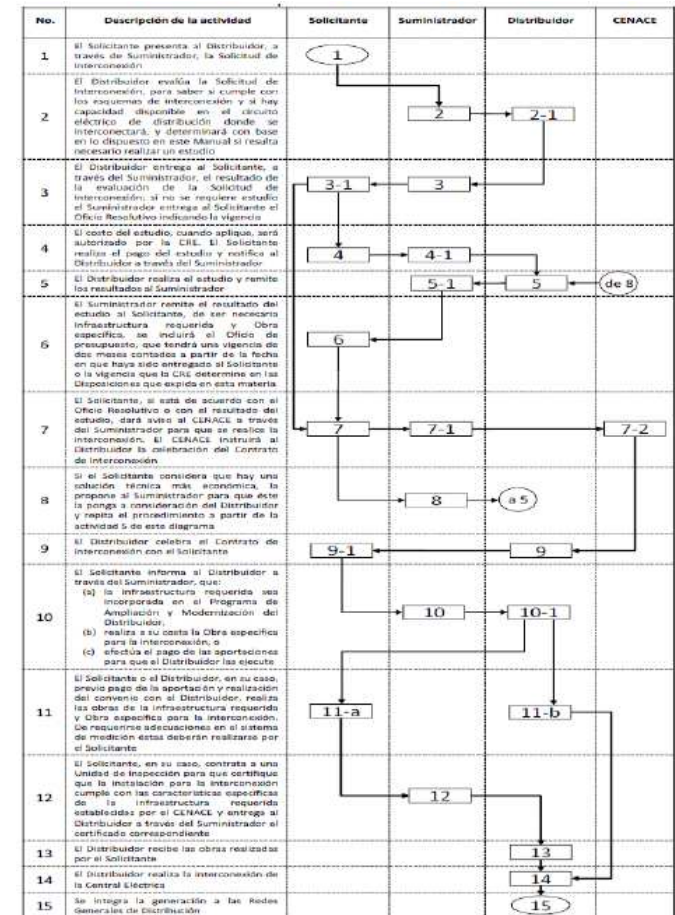 No.
Descripción de la actividad
Solicitante
Suministrador
Distribuidor
CENACE
1
El Solicitante presenta al Distribuidor, a
través de Suministrador, la Solicitud de
Interconexión
1
2
El Distribuidor evalúa la Solicitud de
Interconexión, para saber si cumple con
los esquemas de interconexión y si hay
capacidad disponible en el circuito
eléctrico de distribución donde se
interconectará, y determinará con base
en lo dispuesto en este Manual si resulta
necesario realizar un estudio
2
2-1
3
El Distribuidor entrega al Solicitante, a
través del Suministrador, el resultado de
la evaluación de la Solicitud de
Interconexión; si no se requiere estudio
el Suministrador entrega al Solicitante el
Oficio Resolutivo indicando la vigencia
3-1
3
4
El costo del estudio, cuando aplique, será
autorizado por la CRE. El Solicitante
realiza el pago del estudio y notifica al
Distribuidor a través del Suministrador
4
4-1
5
El Distribuidor realiza el estudio y remite
los resultados al Suministrador
5-1
5
de 8
6
El Suministrador remite el resultado del
estudio al Solicitante, de ser necesaria
Infraestructura requerida y Obra
específica, se incluirá el Oficio de
presupuesto, que tendrá una vigencia de
dos meses contados a partir de la fecha
en que haya sido entregado al Solicitante
o la vigencia que la CRE determine en las
Disposiciones que expida en esta materia
6
7
El Solicitante, si está de acuerdo con el
Oficio Resolutivo o con el resultado del
estudio, dará aviso al CENACE a través
del Suministrador para que se realice la
interconexión. El CENACE instruirá al
Distribuidor la celebración del Contrato
de Interconexión
7
7-1
7-2
8
Si el Solicitante considera que hay una
solución técnica más económica, la
propone al Suministrador para que éste
la ponga a consideración del Distribuidor
y repita el procedimiento a partir de la
actividad 5 de este diagrama
8
a 5
9
El Distribuidor celebra el Contrato de
Interconexión con el Solicitante
9-1
9
10
El Solicitante informa al Distribuidor a
través del Suministrador, que:
(a) la infraestructura requerida sea
incorporada en el Programa de
Ampliación y Modernización del
Distribuidor,
(b) realiza a su costa la Obra específica
para la interconexión, o
(c) efectúa el pago de las aportaciones
para que el Distribuidor las ejecute
10
10-1
11
El Solicitante o el Distribuidor, en su caso,
previo pago de la aportación y realización
del convenio con el Distribuidor, realiza
las obras de la infraestructura requerida
y Obra específica para la interconexión.
De requerirse adecuaciones en el sistema
de medición éstas deberán realizarse por
el Solicitante
11-a
11-b
12
El Solicitante, en su caso, contrata a una
Unidad de Inspección para que certifique
que la instalación para la interconexión
cumple con las características específicas
de la infraestructura requerida
establecidas por el CENACE y entrega al
Distribuidor a través del Suministrador el
certificado correspondiente
12
13
El Distribuidor recibe las obras realizadas
por el Solicitante
13
14
El Distribuidor realiza la interconexión de
la Central Eléctrica
14
15
Se integra la generación a las Redes
Generales de Distribución
15